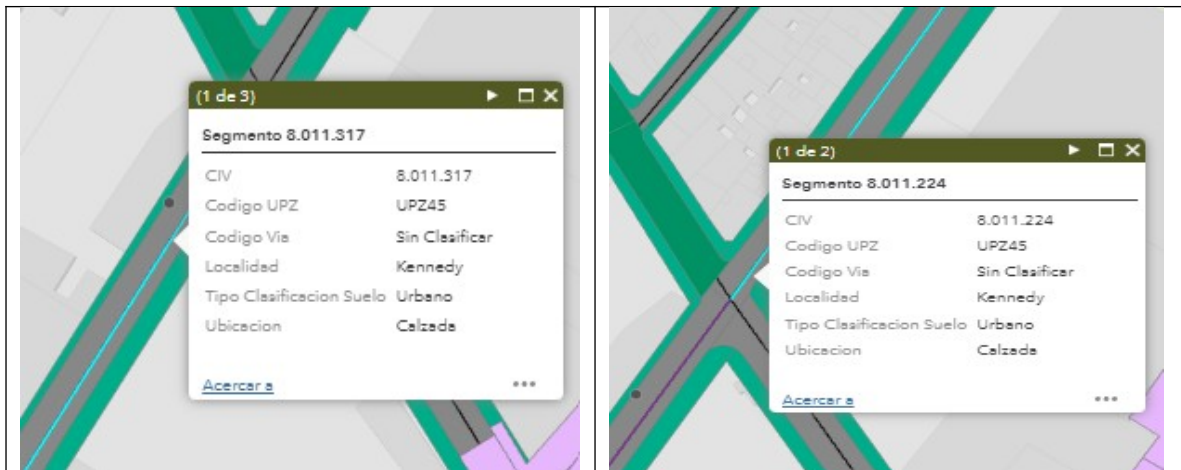 (1 de 3)
Segmento 8.011.317
CIV 8.011.317
Codigo UPZ UPZ45
Codigo Via Sin Clasificar
Localidad Kennedy
Tipo Clasificacion Suelo Urbano
Ubicacion Calzada
Acercar a
(1 de 2)
Segmento 8.011.224
CIV 8.011.224
Codigo UPZ UPZ45
Codigo Via Sin Clasificar
Localidad Kennedy
Tipo Clasificacion Suelo Urbano
Ubicacion Calzada
Acercar a